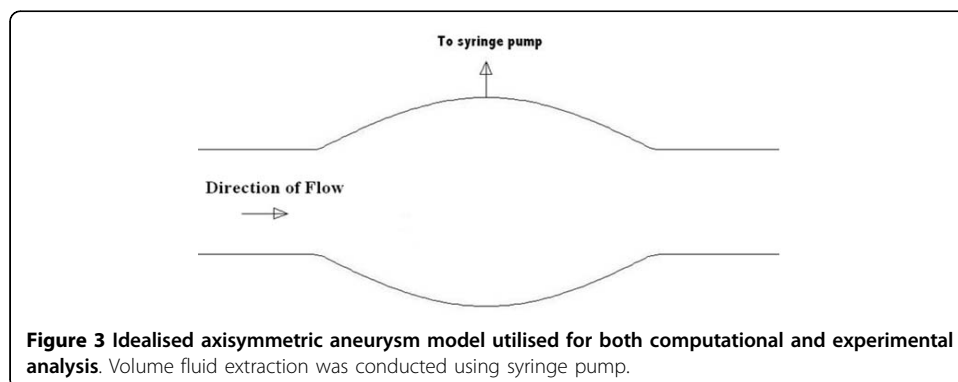 To syringe pump
Direction of Flow
Figure 3 Idealised axisymmetric aneurysm model utilised for both computational and experimental
analysis. Volume fluid extraction was conducted using syringe pump.